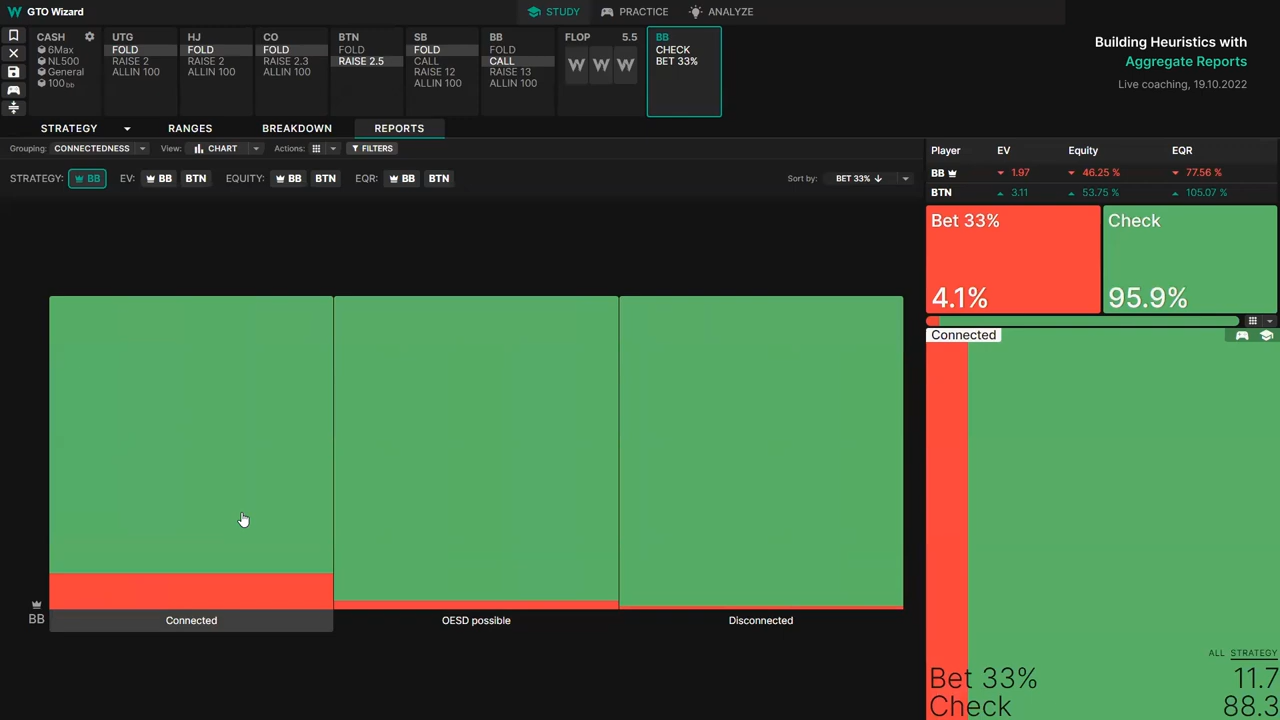 W GTO Wizard
STUDY
PRACTICE
ANALYZE
CASH
6Max
NL500
General
100bb
UTG
FOLD
RAISE 2
ALLIN 100
HJ
FOLD
RAISE 2
ALLIN 100
CO
FOLD
RAISE 2.3
ALLIN 100
BTN
FOLD
RAISE 2.5
SB
FOLD
CALL
RAISE 12
ALLIN 100
BB
FOLD
CALL
RAISE 13
ALLIN 100
FLOP 5.5
W W W
BB
CHECK
BET 33%
Building Heuristics with
Aggregate Reports
Live coaching, 19.10.2022
STRATEGY
RANGES
BREAKDOWN
REPORTS
Grouping: CONNECTEDNESS
View: CHART
Actions:
FILTERS
STRATEGY: BB EV: BB BTN EQUITY: BB BTN EQR: BB BTN
Sort by: BET 33% ↓
Player EV Equity EQR
BB 1.97 46.25 % 77.56 %
BTN 3.11 53.75 % 105.07 %
Bet 33%
4.1%
Check
95.9%
Connected
BB
Connected
OESD possible
Disconnected
ALL STRATEGY
Bet 33% 11.7
Check 88.3